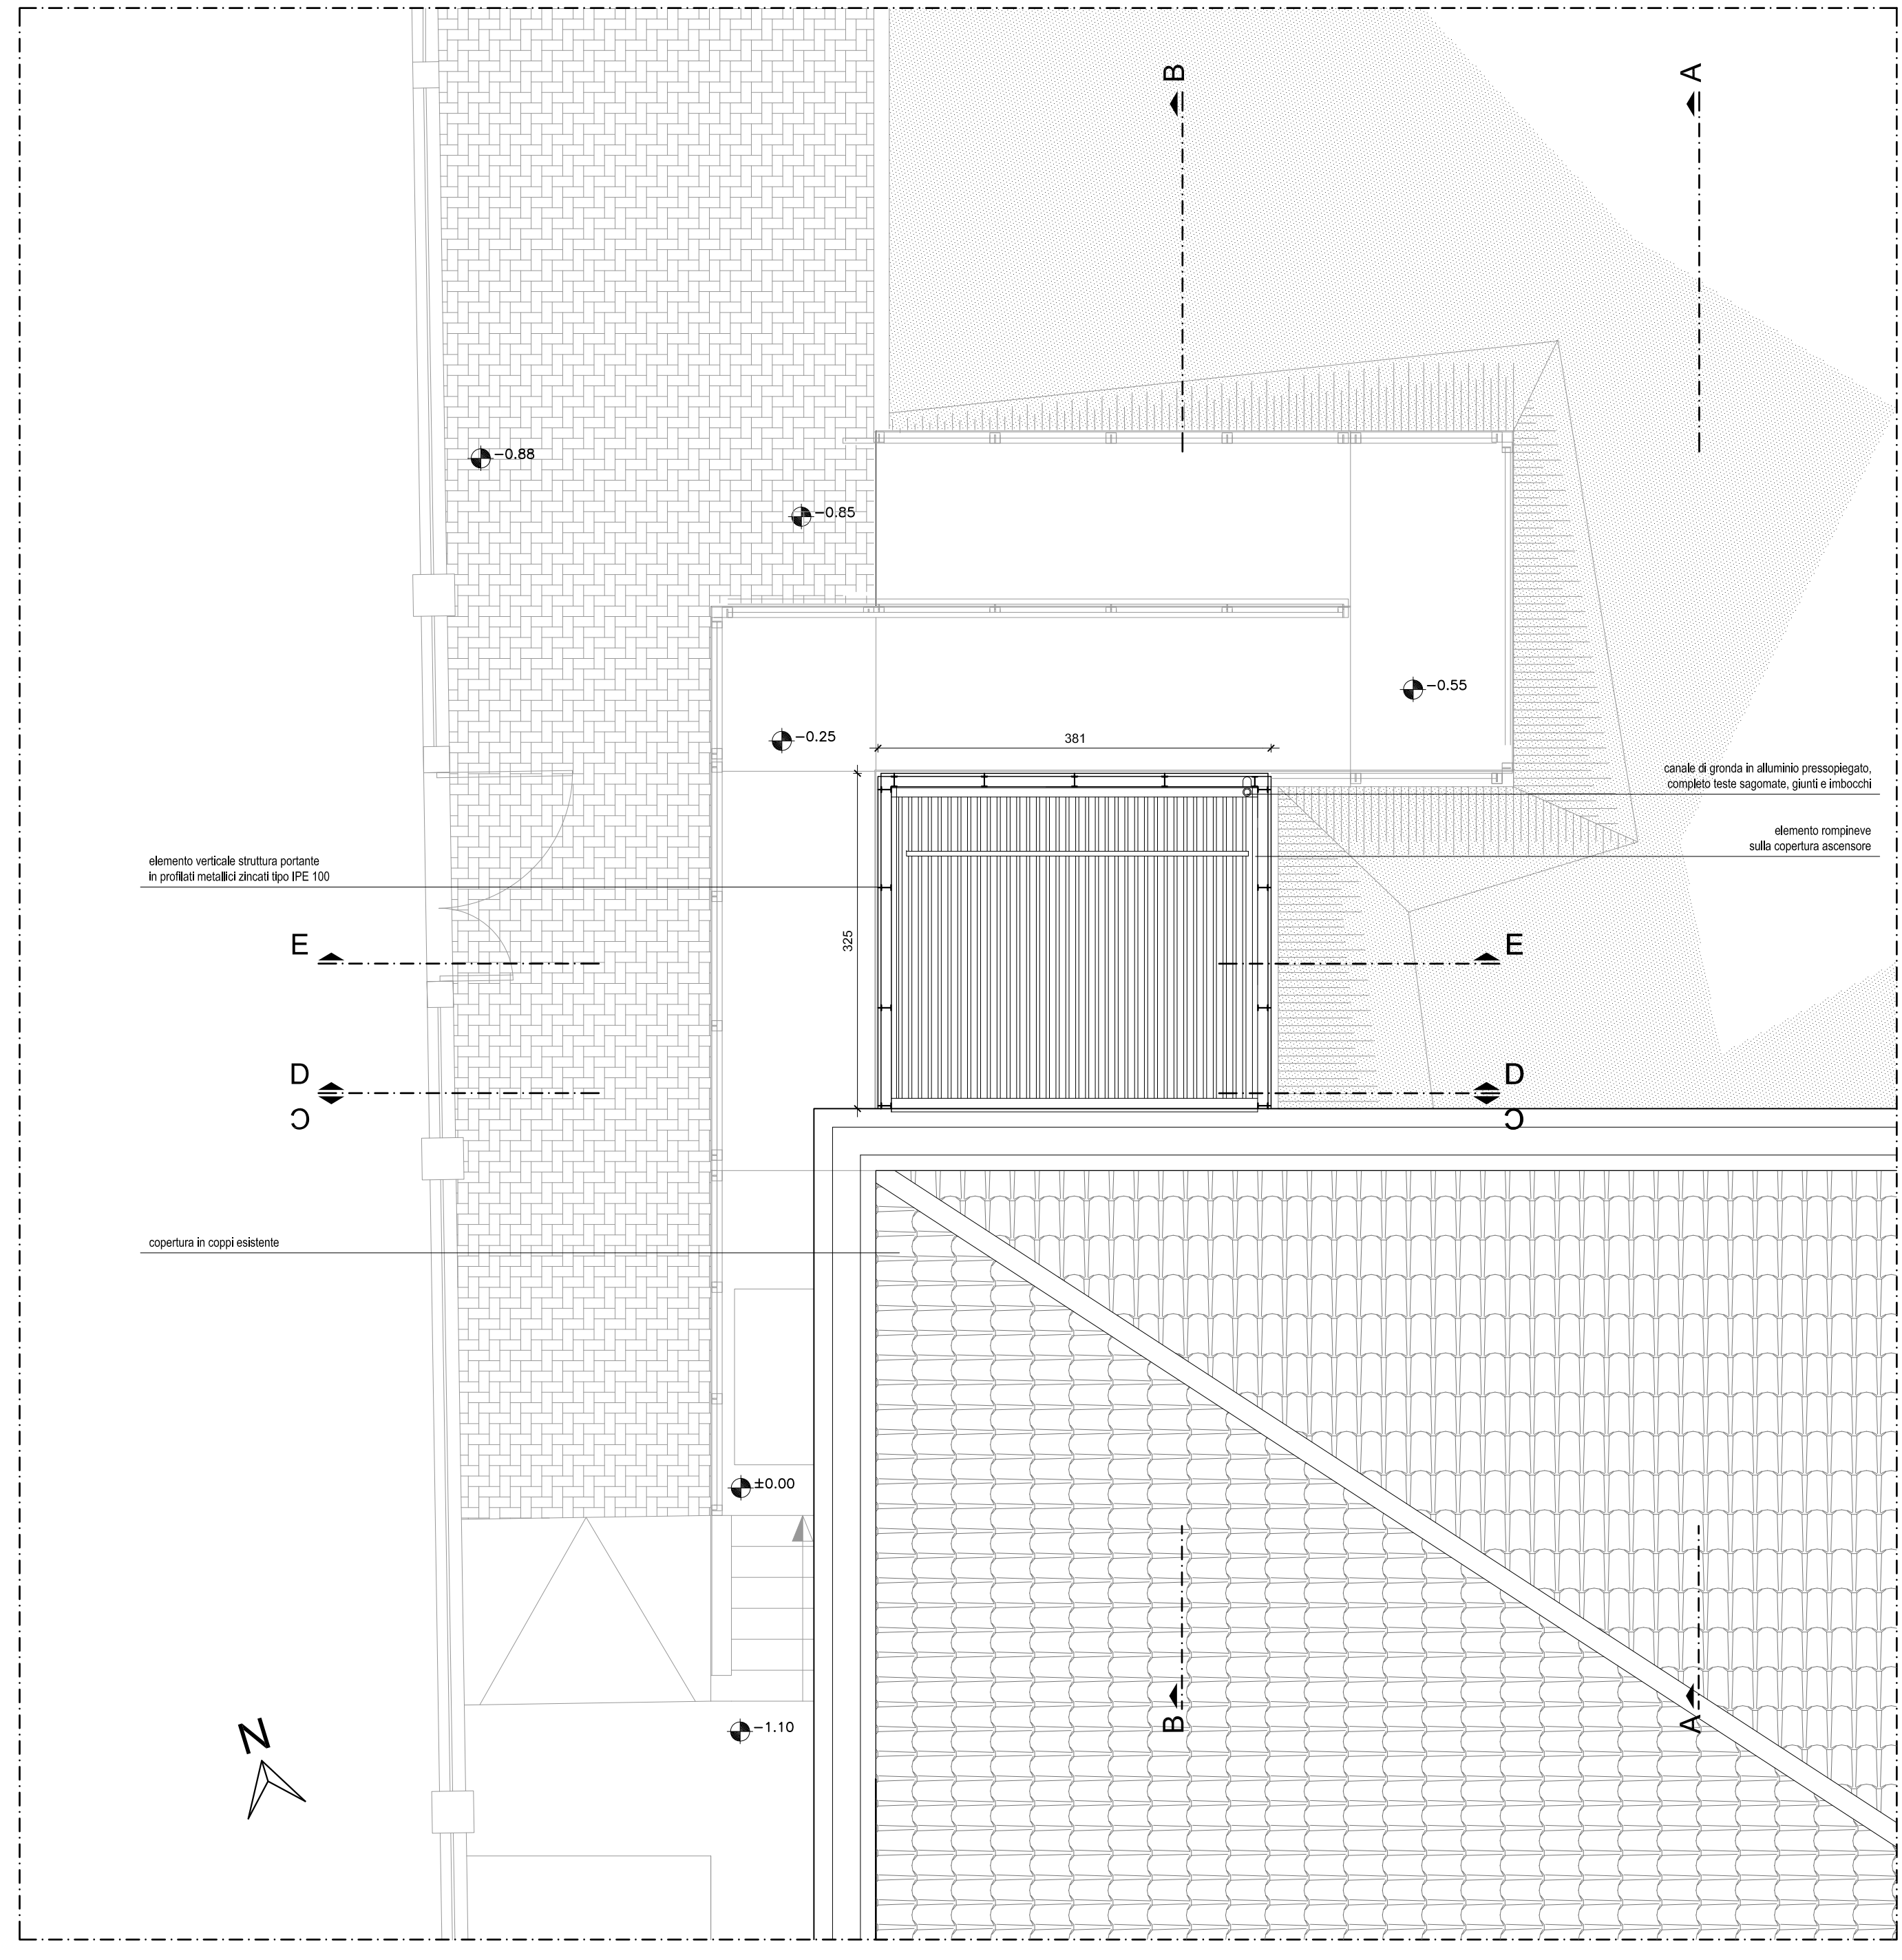 B
A
-0.88
-0.85
-0.55
-0.25
381
canale di gronda in alluminio pressopiegato,
completo teste sagomate, giunti e imbocchi
elemento rompineve
sulla copertura ascensore
elemento verticale struttura portante
in profilati metallici zincati tipo IPE 100
325
E
E
D
D
C
C
copertura in coppi esistente
±0.00
B
A
-1.10
N